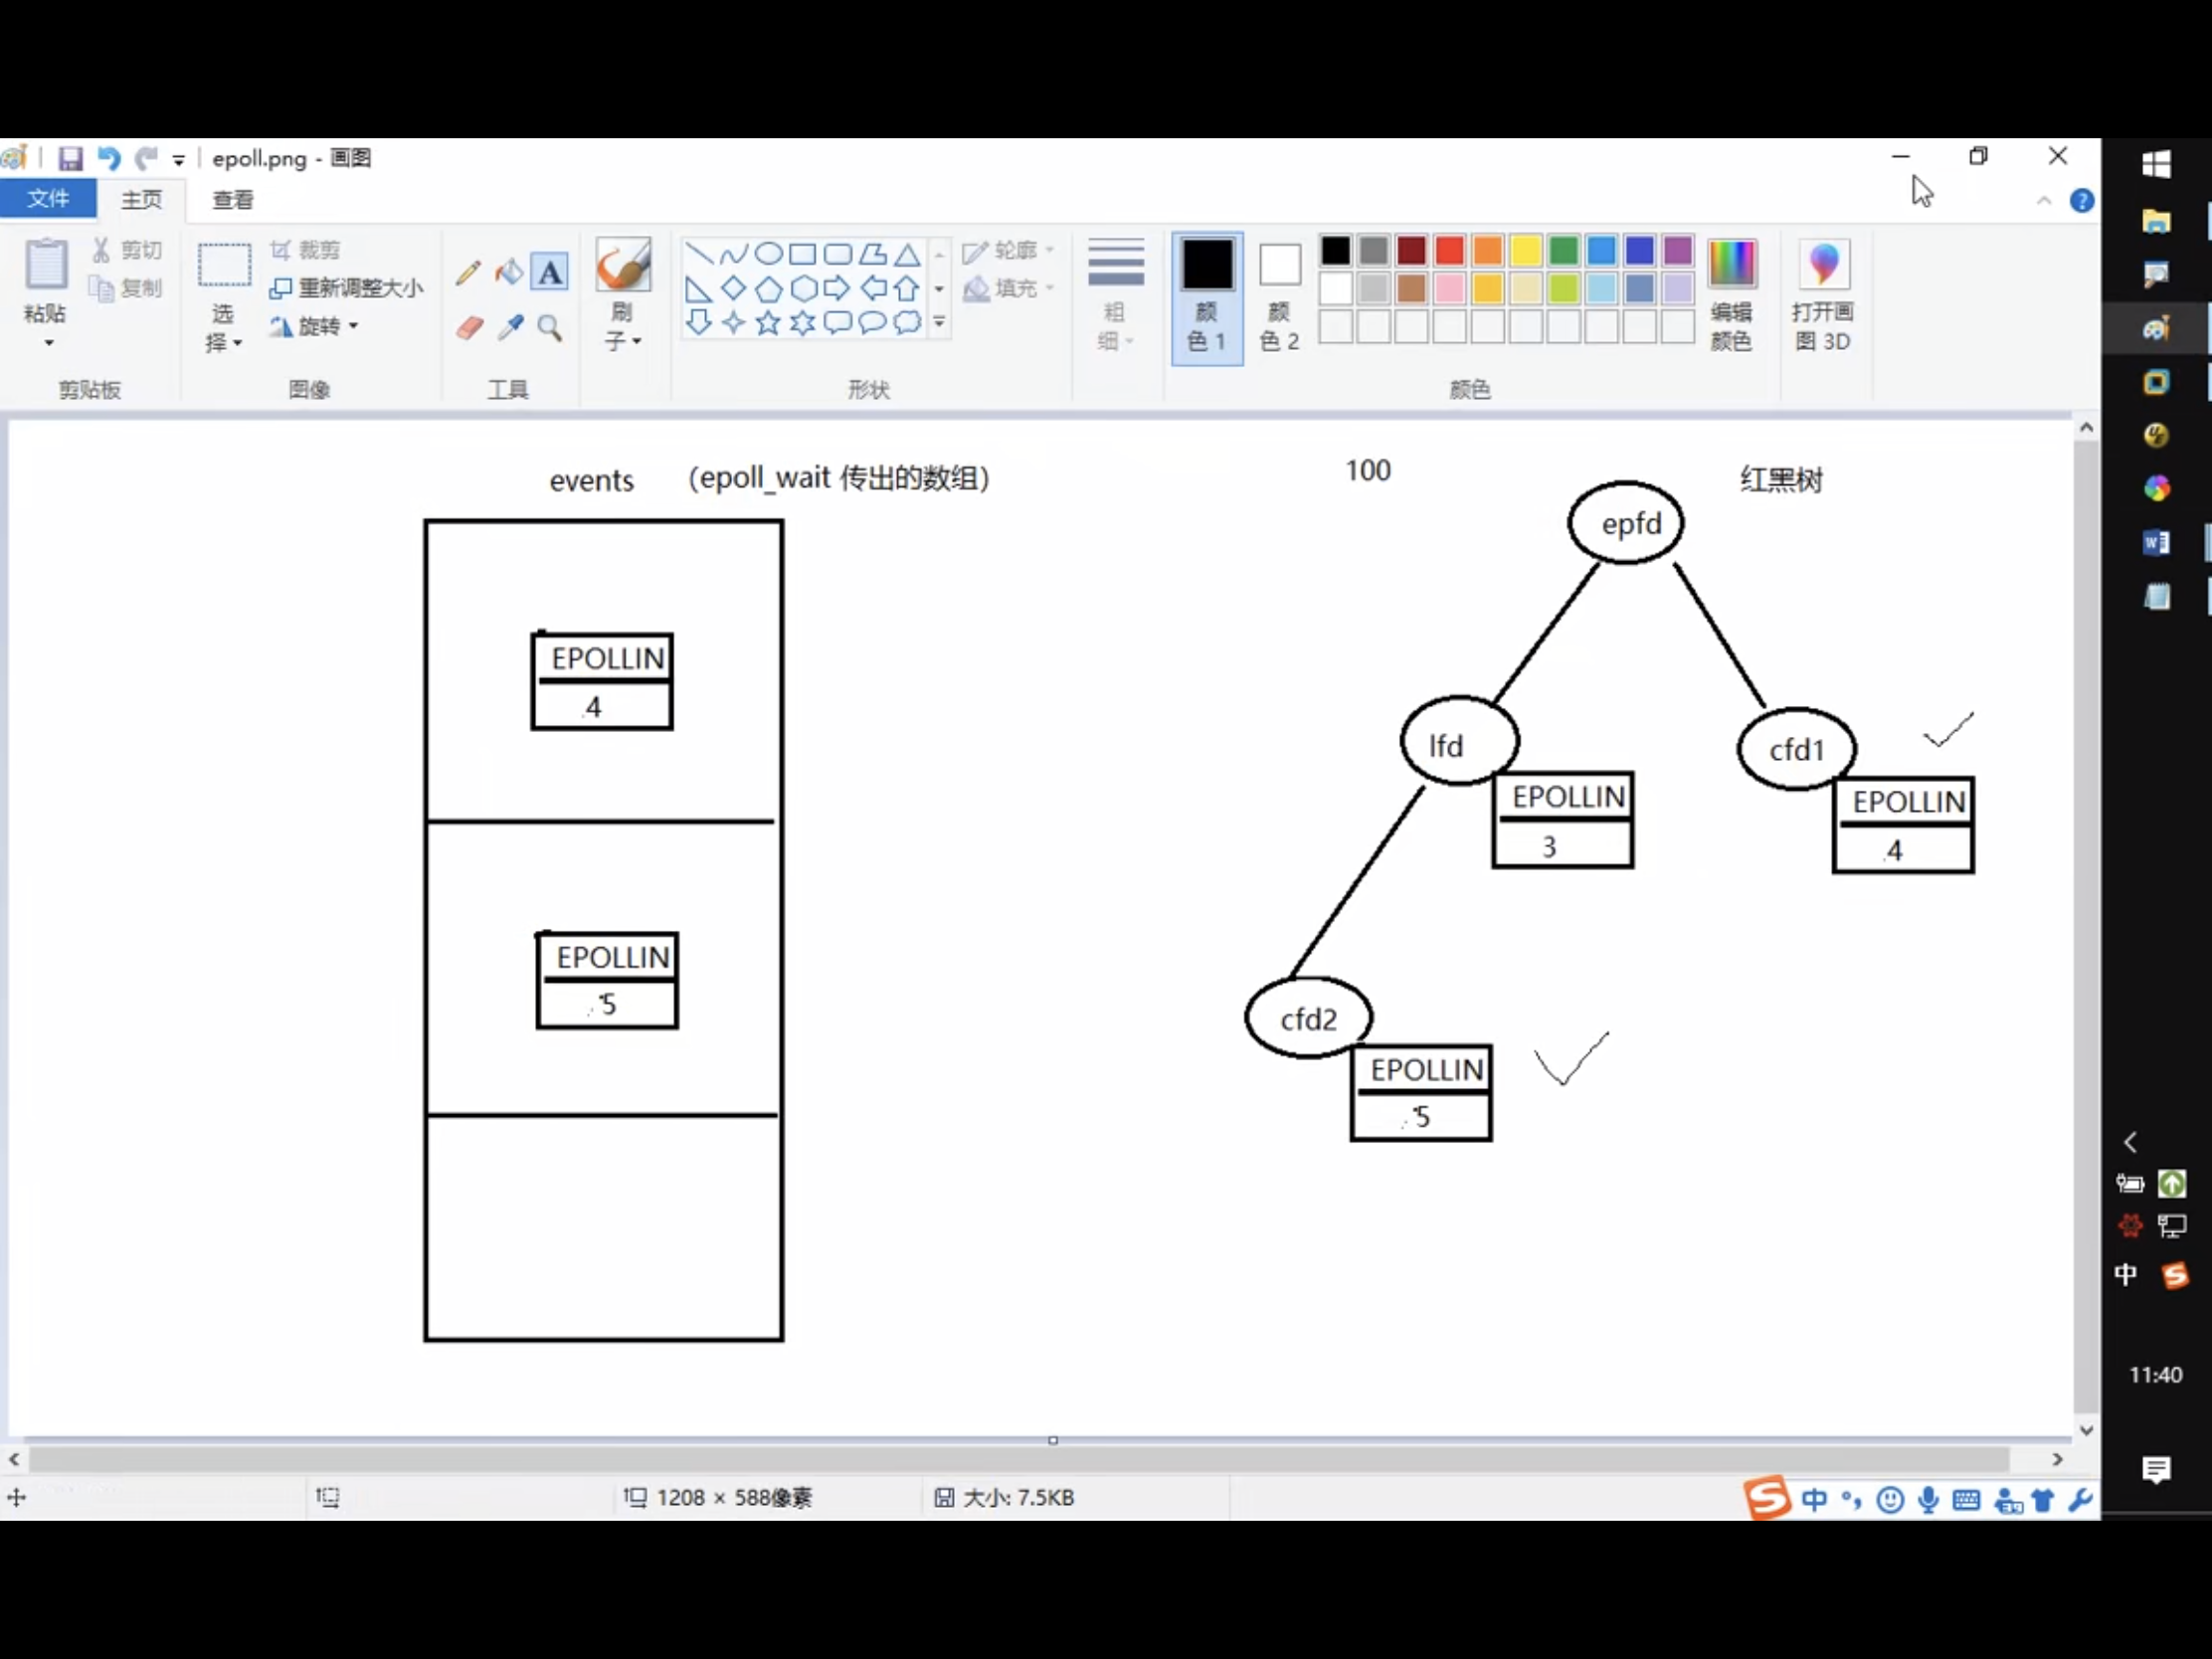 epoll.png - 画图
文件 主页 查看
粘贴 剪切 复制
剪贴板
选择 裁剪 重新调整大小 旋转
图像
A
工具
刷子
形状
轮廓 填充
粗细
颜色 1
颜色 2
颜色
编辑颜色
打开画图 3D
events (epoll_wait 传出的数组)
EPOLLIN
4
EPOLLIN
5
100
红黑树
epfd
lfd
EPOLLIN
3
cfd1
EPOLLIN
4
cfd2
EPOLLIN
5
1208 × 588像素
大小: 7.5KB
中
中
11:40